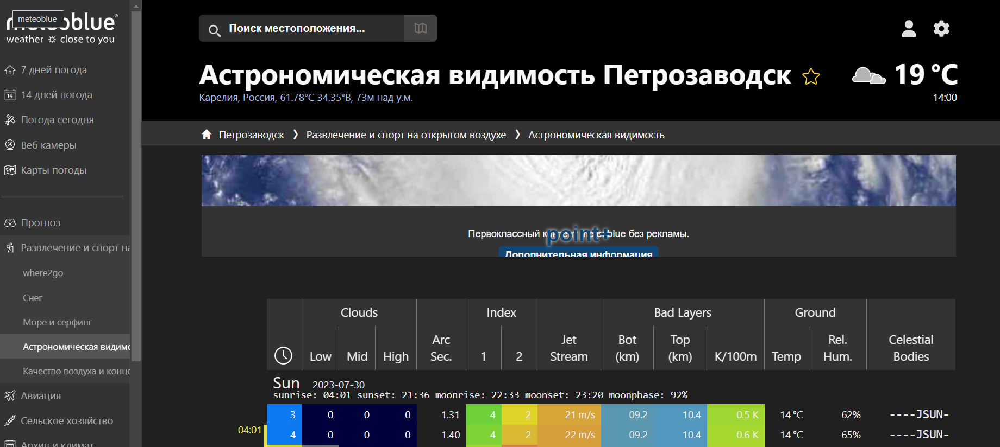 meteoblue
weather close to you
7 дней погода
14 дней погода
Погода сегодня
Веб камеры
Карты погоды
Прогноз
Развлечение и спорт на
where2go
Снег
Море и серфинг
Астрономическая видимо
Качество воздуха и конце
Авиация
Сельское хозяйство
Архив и климат
Поиск местоположения...
Астрономическая видимость Петрозаводск
19 °C
Карелия, Россия, 61.78°С 34.35°В, 73м над у.м.
14:00
Петрозаводск > Развлечение и спорт на открытом воздухе > Астрономическая видимость
Первоклассный контент meteoblue без рекламы.
point+
Дополнительная информация
Clouds Index Bad Layers Ground
Low Mid High Arc Sec. 1 2 Jet Stream Bot (km) Top (km) K/100m Temp Rel. Hum. Celestial Bodies
Sun 2023-07-30
sunrise: 04:01 sunset: 21:36 moonrise: 22:33 moonset: 23:20 moonphase: 92%
3 0 0 0 1.31 4 2 21 m/s 09.2 10.4 0.5 K 14 °C 62% ----JSUN-
04:01 4 0 0 0 1.40 4 2 22 m/s 09.2 10.4 0.6 K 14 °C 65% ----JSUN-